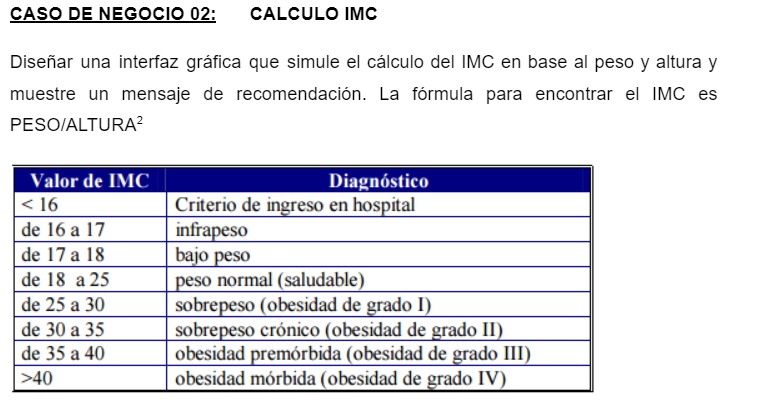 CASO DE NEGOCIO 02: CALCULO IMC
Diseñar una interfaz gráfica que simule el cálculo del IMC en base al peso y altura y
muestre un mensaje de recomendación. La fórmula para encontrar el IMC es
PESO/ALTURA²
Valor de IMC Diagnóstico
< 16 Criterio de ingreso en hospital
de 16 a 17 infrapeso
de 17 a 18 bajo peso
de 18 a 25 peso normal (saludable)
de 25 a 30 sobrepeso (obesidad de grado I)
de 30 a 35 sobrepeso crónico (obesidad de grado II)
de 35 a 40 obesidad premórbida (obesidad de grado III)
>40 obesidad mórbida (obesidad de grado IV)